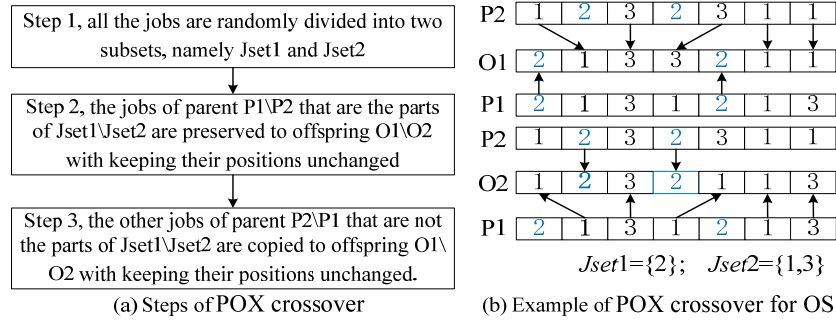 Step 1, all the jobs are randomly divided into two
subsets, namely Jset1 and Jset2
Step 2, the jobs of parent P1\P2 that are the parts
of Jset1\Jset2 are preserved to offspring O1\O2
with keeping their positions unchanged
Step 3, the other jobs of parent P2\P1 that are not
the parts of Jset1\Jset2 are copied to offspring O1\
O2 with keeping their positions unchanged.
(a) Steps of POX crossover
P2 1 2 3 2 3 1 1
O1 2 1 3 3 2 1 1
P1 2 1 3 1 2 1 3
P2 1 2 3 2 3 1 1
O2 1 2 3 2 1 1 3
P1 2 1 3 1 2 1 3
Jset1={2}; Jset2={1,3}
(b) Example of POX crossover for OS